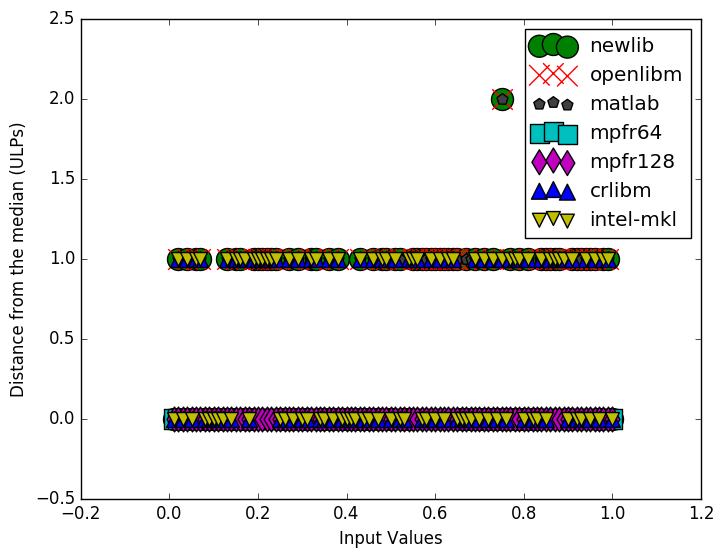 2.5
2.0
1.5
1.0
0.5
0.0
−0.5
−0.2
0.0
0.2
0.4
0.6
0.8
1.0
1.2
Distance from the median (ULPs)
Input Values
newlib
openlibm
matlab
mpfr64
mpfr128
crlibm
intel-mkl